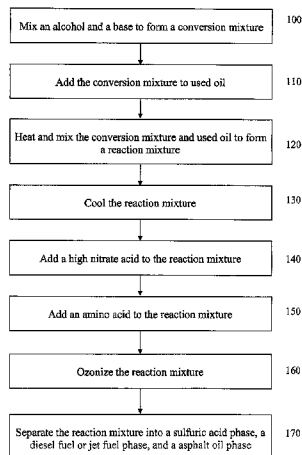 100
Mix an alcohol and a base to form a conversion mixture
110
Add the conversion mixture to used oil
120
Heat and mix the conversion mixture and used oil to form
a reaction mixture
130
Cool the reaction mixture
140
Add a high nitrate acid to the reaction mixture
150
Add an amino acid to the reaction mixture
160
Ozonize the reaction mixture
170
Separate the reaction mixture into a sulfuric acid phase, a
diesel fuel or jet fuel phase, and a asphalt oil phase